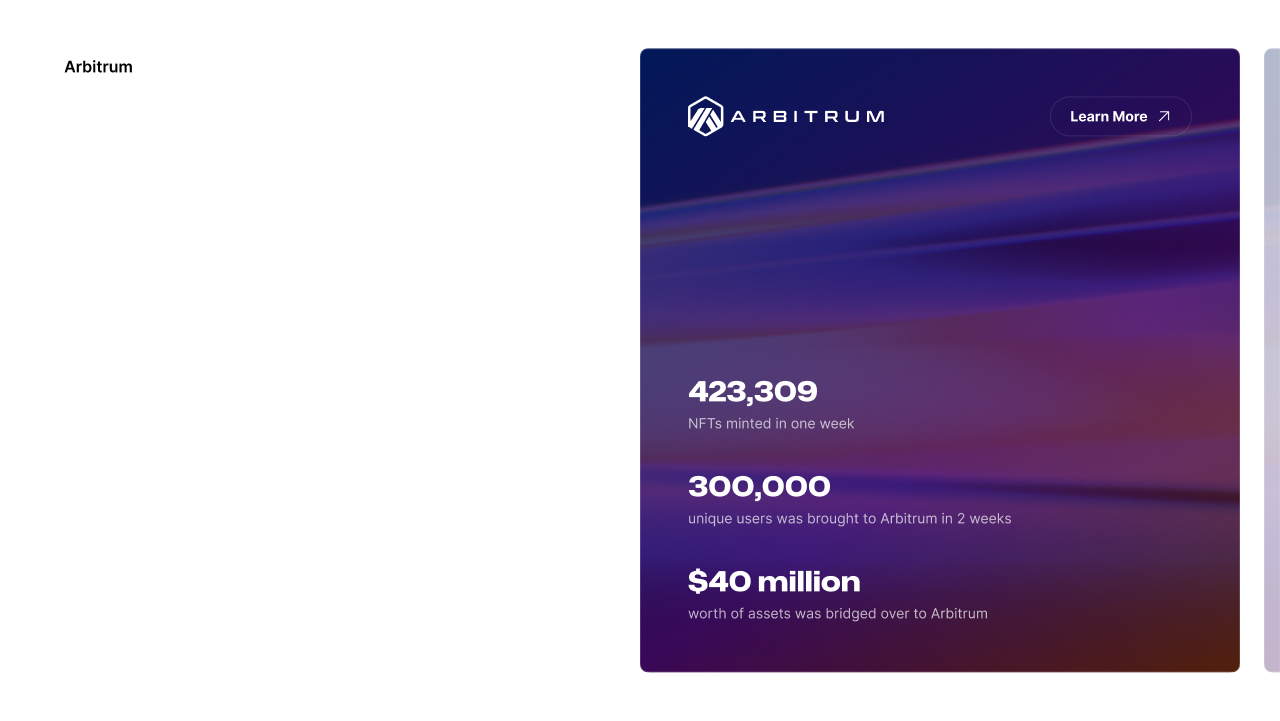 Arbitrum
ARBITRUM
Learn More
423,309
NFTs minted in one week
300,000
unique users was brought to Arbitrum in 2 weeks
$40 million
worth of assets was bridged over to Arbitrum